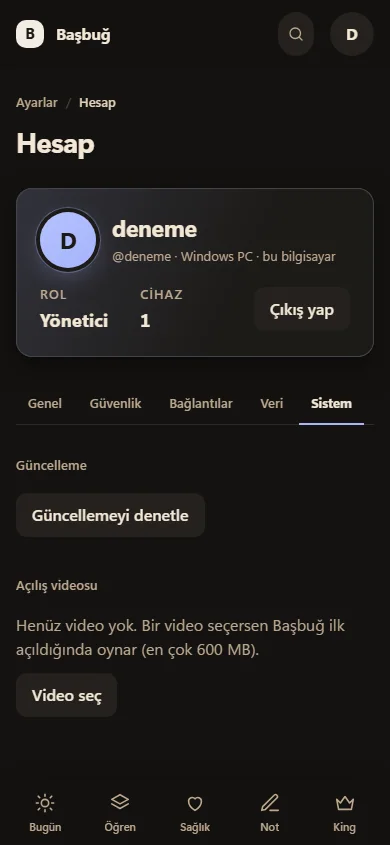 B Başbuğ D
Ayarlar / Hesap
Hesap
D
deneme
@deneme · Windows PC · bu bilgisayar
ROL
CİHAZ
Yönetici
1
Çıkış yap
Genel Güvenlik Bağlantılar Veri Sistem
Güncelleme
Güncellemeyi denetle
Açılış videosu
Henüz video yok. Bir video seçersen Başbuğ ilk
açıldığında oynar (en çok 600 MB).
Video seç
Bugün Öğren Sağlık Not King